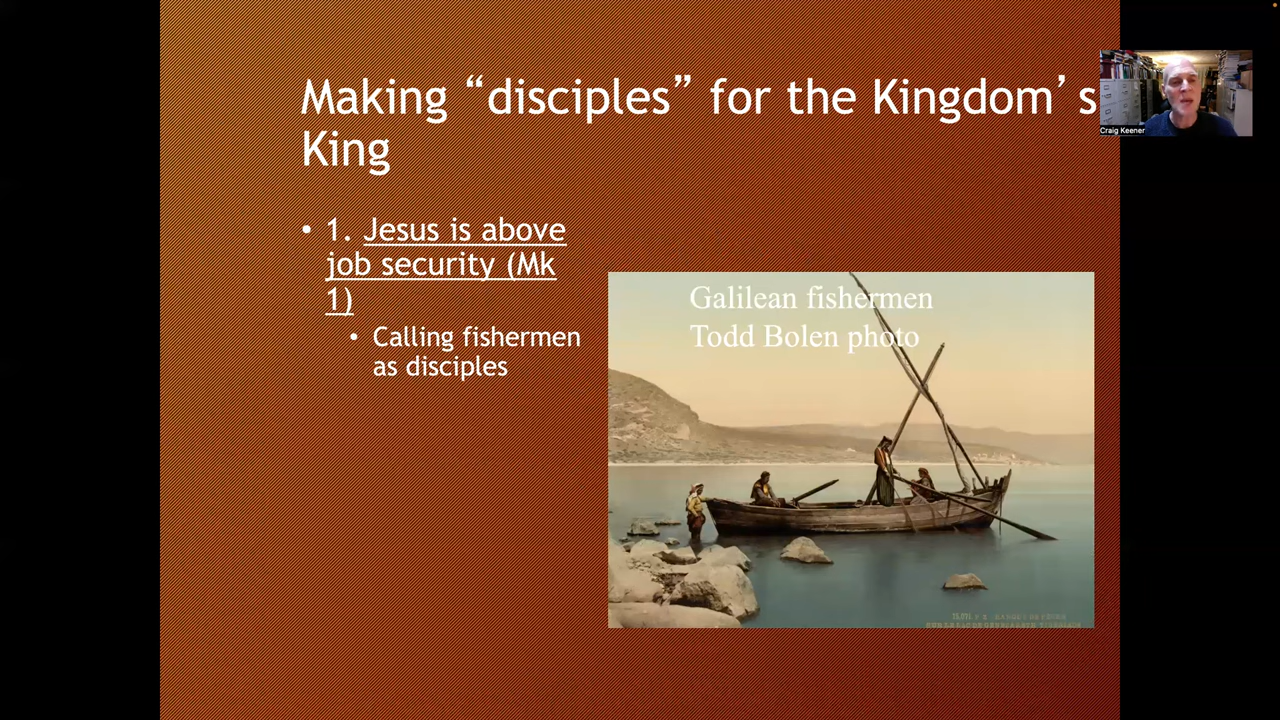 Making “disciples” for the Kingdom’s
King
Craig Keener
• 1. Jesus is above
job security (Mk
1)
• Calling fishermen
as disciples
Galilean fishermen
Todd Bolen photo